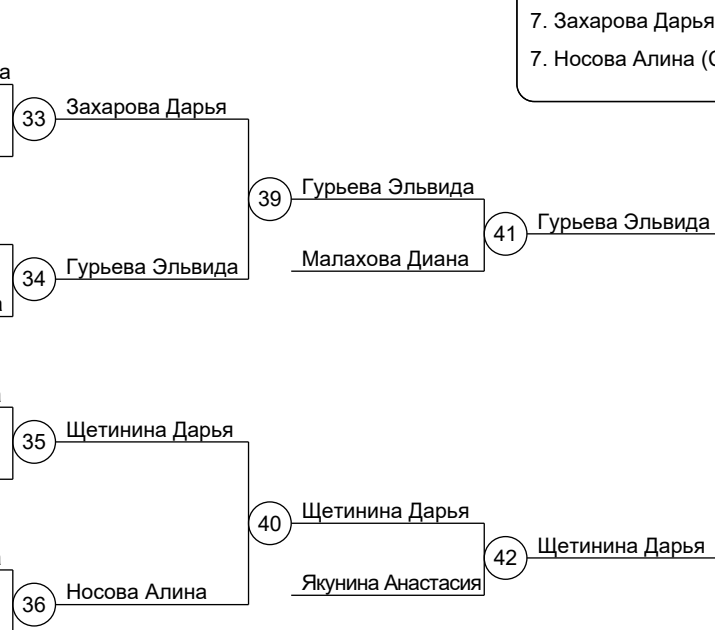 7. Захарова Дарья
7. Носова Алина (
33 Захарова Дарья
39 Гурьева Эльвида
41 Гурьева Эльвида
Малахова Диана
34 Гурьева Эльвида
35 Щетинина Дарья
40 Щетинина Дарья
42 Щетинина Дарья
Якунина Анастасия
36 Носова Алина